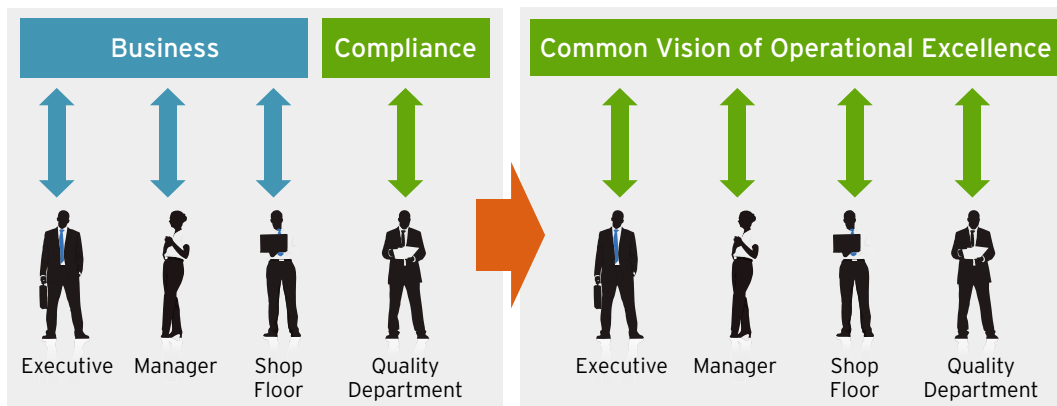 Business
Compliance
Executive
Manager
Shop
Floor
Quality
Department
Common Vision of Operational Excellence
Executive
Manager
Shop
Floor
Quality
Department